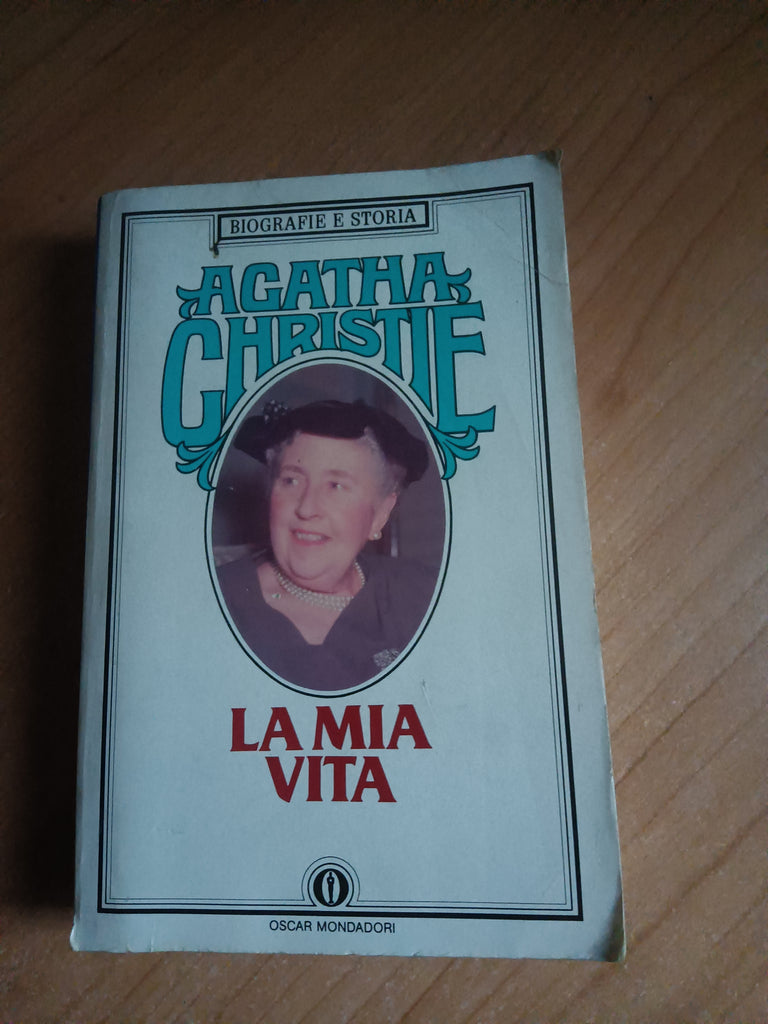 BIOGRAFIE E STORIA
AGATHA
CHRISTIE
LA MIA
VITA
OSCAR MONDADORI